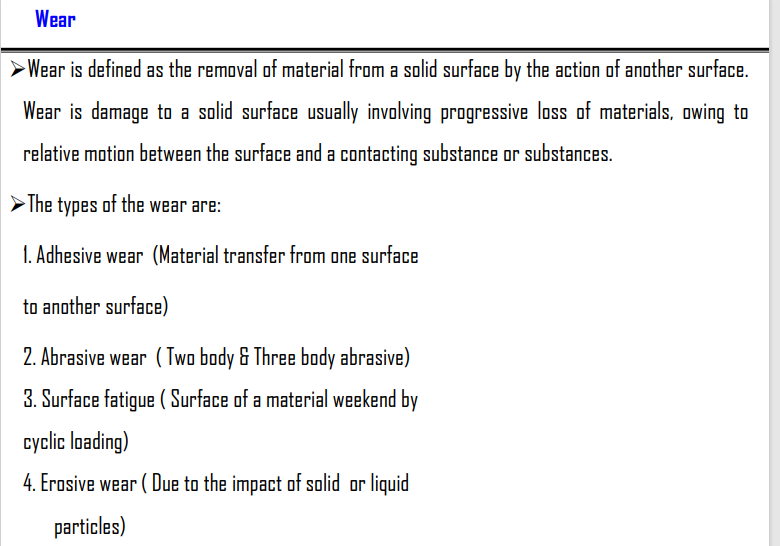 Wear
➢Wear is defined as the removal of material from a solid surface by the action of another surface.
Wear is damage to a solid surface usually involving progressive loss of materials, owing to
relative motion between the surface and a contacting substance or substances.
➢The types of the wear are:
1. Adhesive wear (Material transfer from one surface
to another surface)
2. Abrasive wear ( Two body & Three body abrasive)
3. Surface fatigue ( Surface of a material weekend by
cyclic loading)
4. Erosive wear ( Due to the impact of solid or liquid
particles)